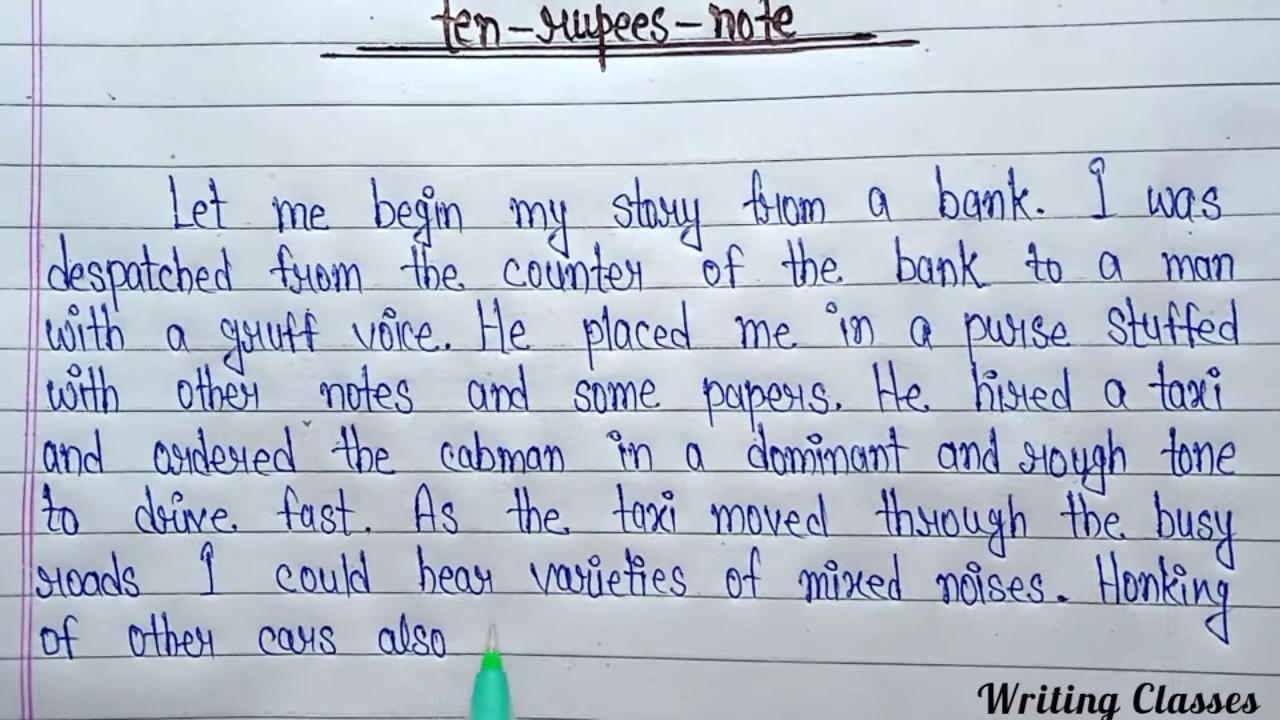 ten-rupees-note
Let me begin my story from a bank. I was
despatched from the counter of the bank to a man
with a gruff voice. He placed me in a purse stuffed
with other notes and some papers. He hired a taxi
and ordered the cabman in a dominant and rough tone
to drive fast. As the taxi moved through the busy
roads I could hear varieties of mixed noises. Honking
of other cars also
Writing Classes